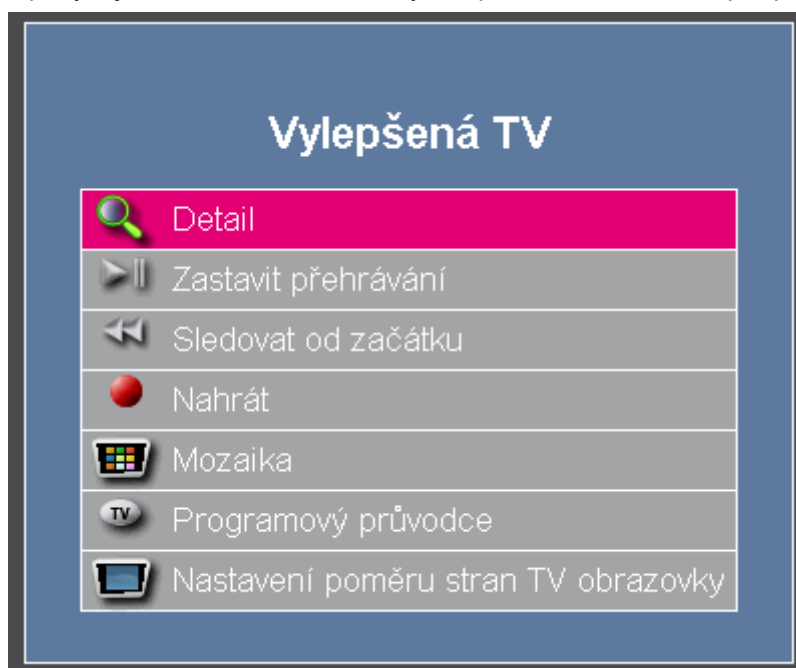 Vylepšená TV
Detail
Zastavit přehrávání
Sledovat od začátku
Nahrát
Mozaika
TV Programový průvodce
Nastavení poměru stran TV obrazovky